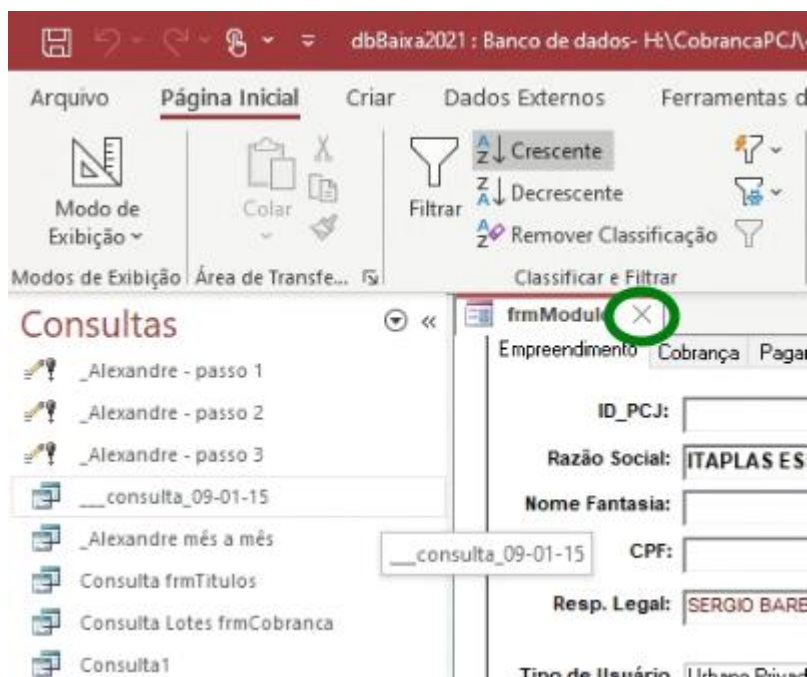 dbBaixa2021 : Banco de dados- H:\CobrancaPCJ\
Arquivo Página Inicial Criar Dados Externos Ferramentas d
Modo de Exibição
Colar
Filtrar
Crescente
Decrescente
Remover Classificação
Modos de Exibição Área de Transfe... Classificar e Filtrar
Consultas
_Alexandre - passo 1
_Alexandre - passo 2
_Alexandre - passo 3
___consulta_09-01-15
_Alexandre mês a mês
Consulta frmTitulos
Consulta Lotes frmCobranca
Consulta1
___consulta_09-01-15
frmModul
Empreendimento Cobrança Pagar
ID_PCJ:
Razão Social: ITAPLAS ES
Nome Fantasia:
CPF:
Resp. Legal: SERGIO BARB
Tipo de Usuário Urbano Privad